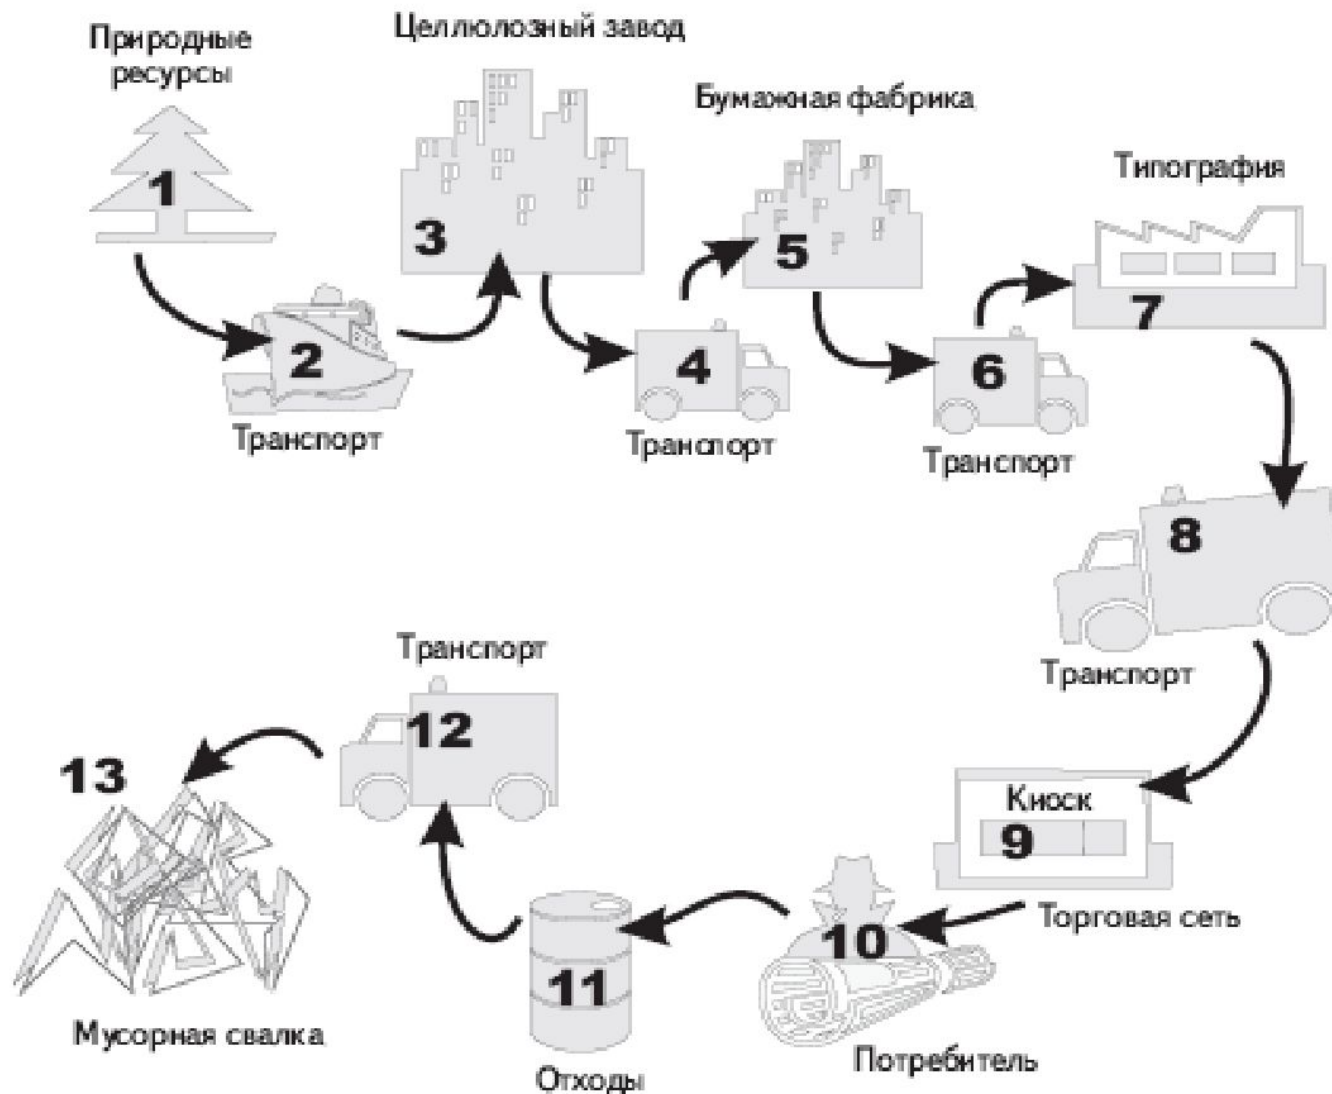 Природные
ресурсы
1
Транспорт
2
Целлюлозный завод
3
Транспорт
4
Бумажная фабрика
5
Транспорт
6
Типография
7
8
Транспорт
Киоск
9
Торговая сеть
10
Потребитель
11
Отходы
Транспорт
12
13
Мусорная свалка